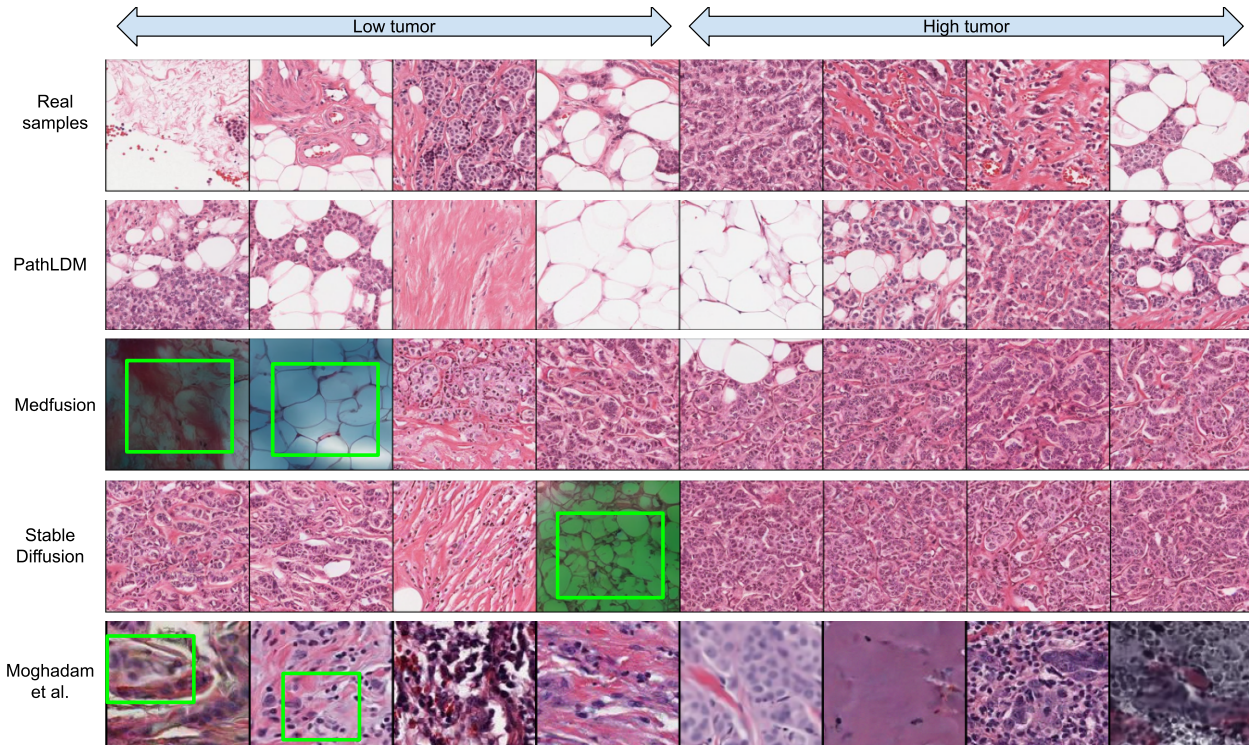 Low tumor
High tumor
Real
samples
PathLDM
Medfusion
Stable
Diffusion
Moghadam
et al.